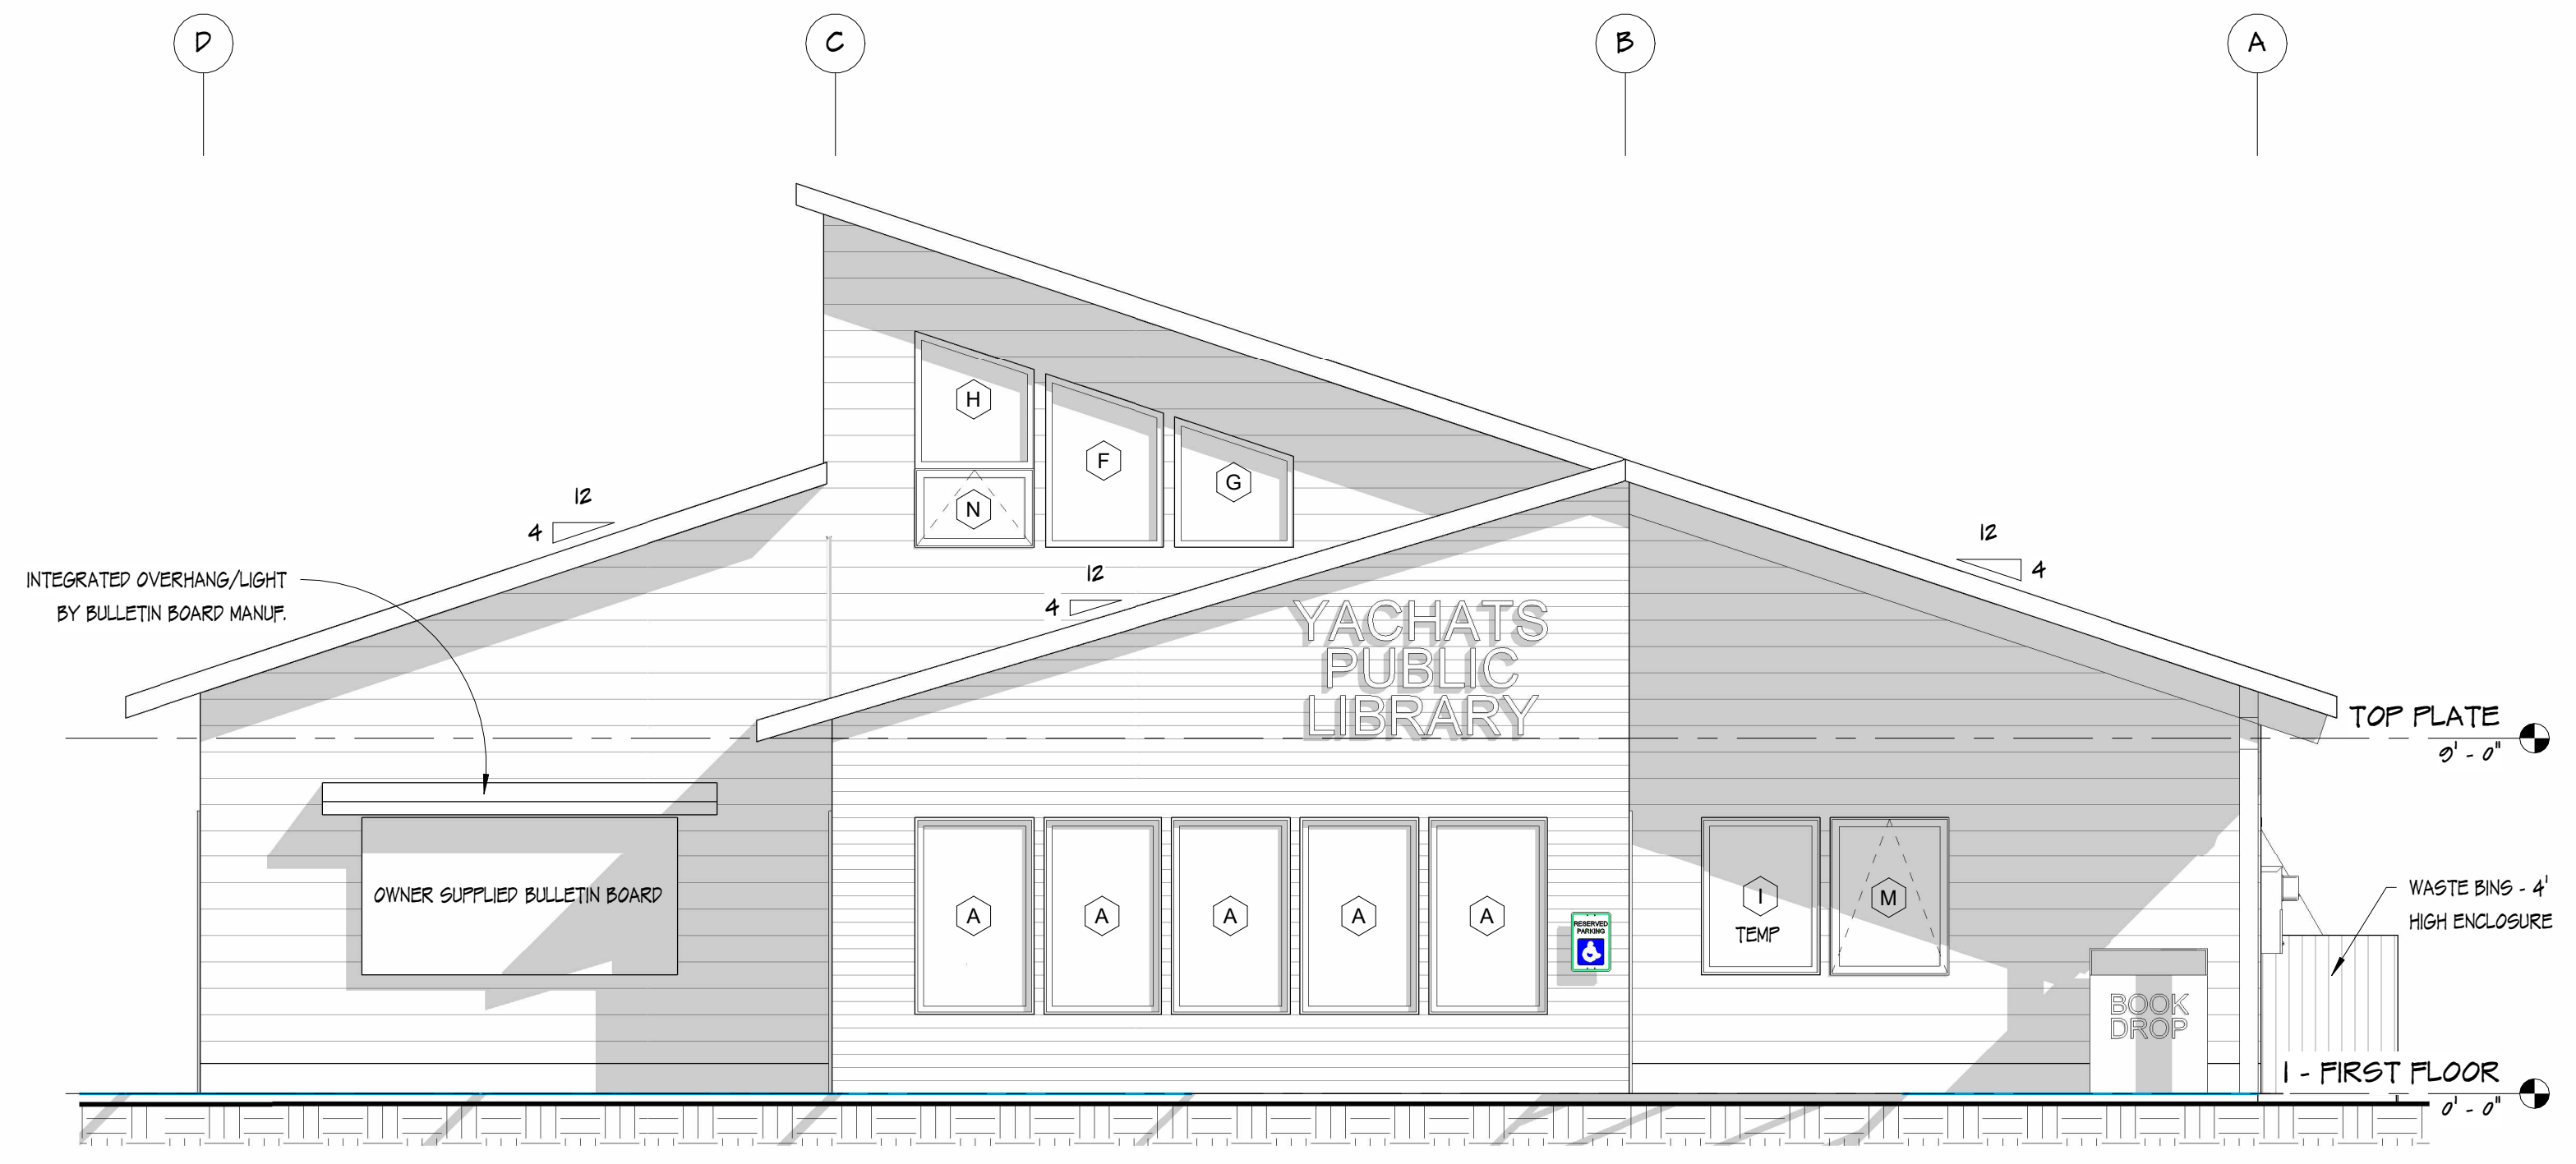 D
C
B
A
H
F
G
N
12
4
12
4
12
4
INTEGRATED OVERHANG/LIGHT
BY BULLETIN BOARD MANUF.
YACHATS
PUBLIC
LIBRARY
TOP PLATE
9' - 0"
OWNER SUPPLIED BULLETIN BOARD
A
A
A
A
A
RESERVED
PARKING
I
TEMP
M
WASTE BINS - 4'
HIGH ENCLOSURE
BOOK
DROP
1 - FIRST FLOOR
0' - 0"